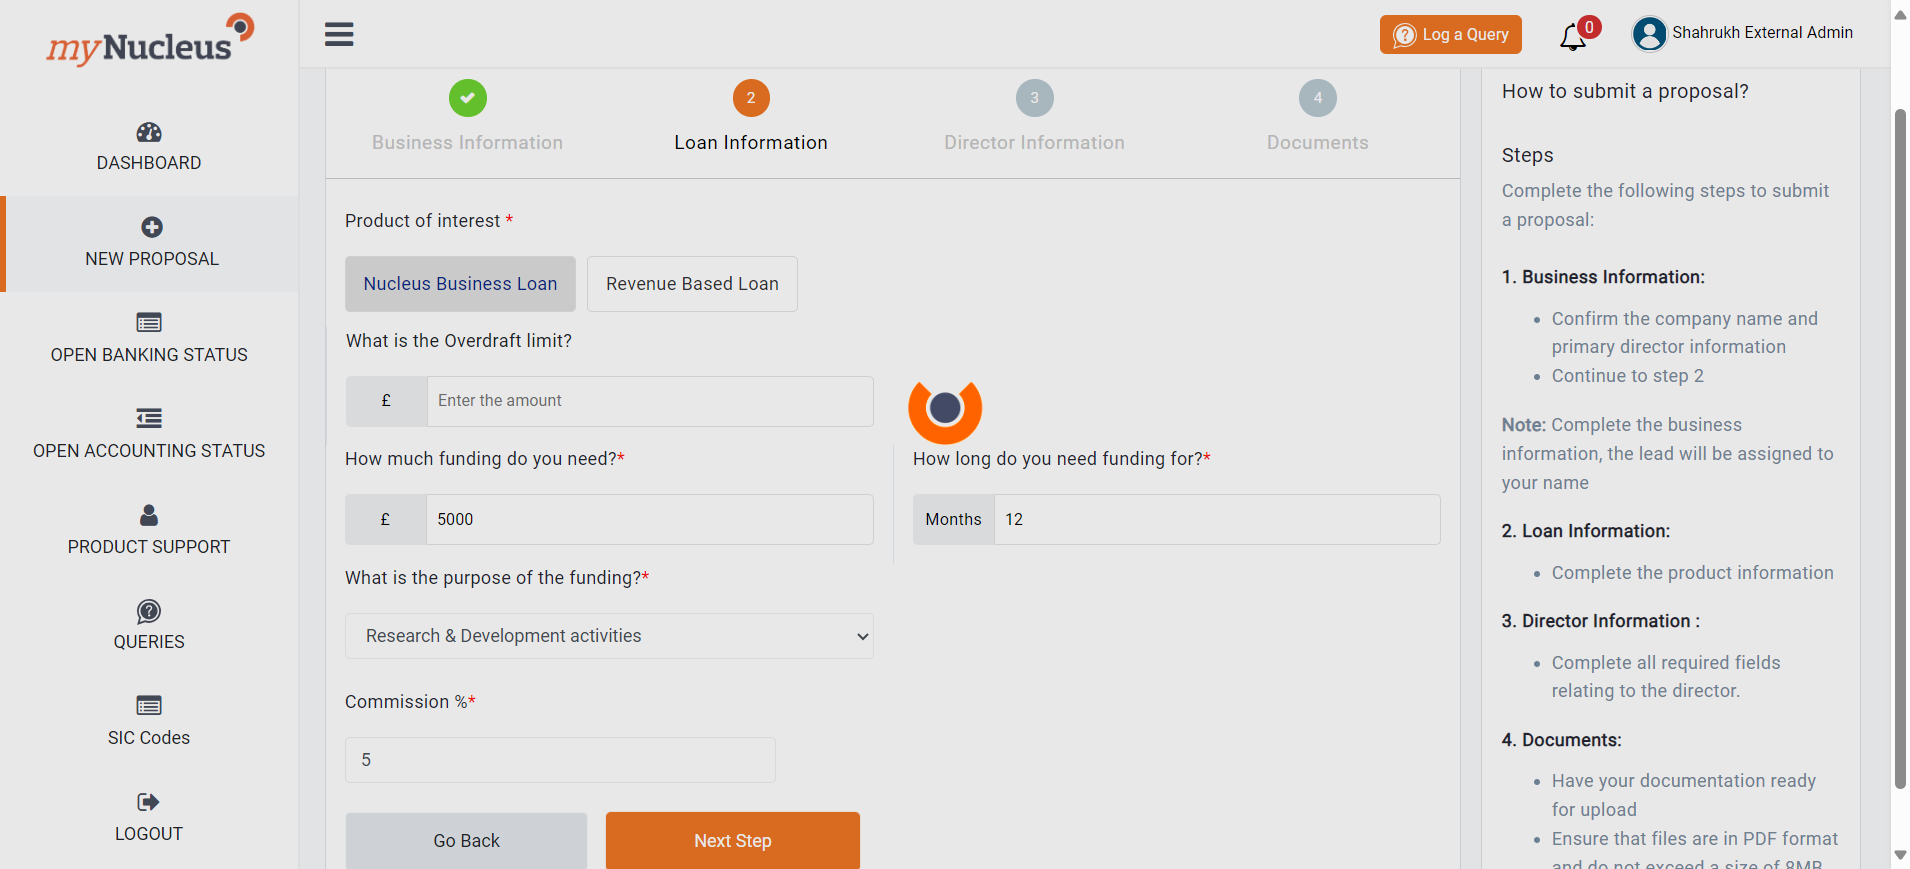 myNucleus
DASHBOARD
NEW PROPOSAL
OPEN BANKING STATUS
OPEN ACCOUNTING STATUS
PRODUCT SUPPORT
QUERIES
SIC Codes
LOGOUT
Log a Query
0
Shahrukh External Admin
2
3
4
Business Information
Loan Information
Director Information
Documents
Product of interest *
Nucleus Business Loan
Revenue Based Loan
What is the Overdraft limit?
£
Enter the amount
How much funding do you need?*
£
5000
How long do you need funding for?*
Months
12
What is the purpose of the funding?*
Research & Development activities
Commission %*
5
Go Back
Next Step
How to submit a proposal?
Steps
Complete the following steps to submit
a proposal:
1. Business Information:
• Confirm the company name and
primary director information
• Continue to step 2
Note: Complete the business
information, the lead will be assigned to
your name
2. Loan Information:
• Complete the product information
3. Director Information :
• Complete all required fields
relating to the director.
4. Documents:
• Have your documentation ready
for upload
• Ensure that files are in PDF format
and do not exceed a size of 8MB